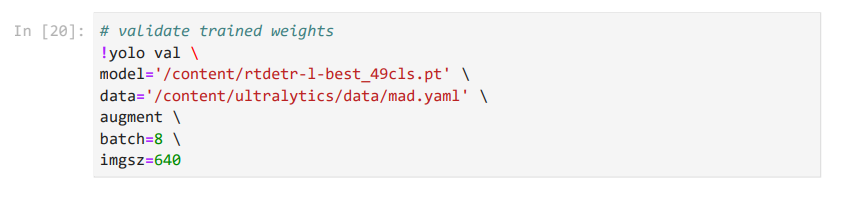 In [20]: # validate trained weights
!yolo val \
model='/content/rtdetr-l-best_49cls.pt' \
data='/content/ultralytics/data/mad.yaml' \
augment \
batch=8 \
imgsz=640